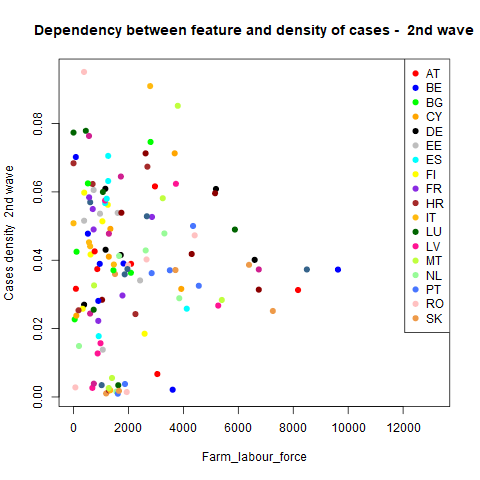 Dependency between feature and density of cases -  2nd wave
Cases density  2nd wave
0.08
0.06
0.04
0.02
0.00
0
2000
4000
6000
8000
10000
12000
Farm_labour_force
AT
BE
BG
CY
DE
EE
ES
FI
FR
HR
IT
LU
LV
MT
NL
PT
RO
SK